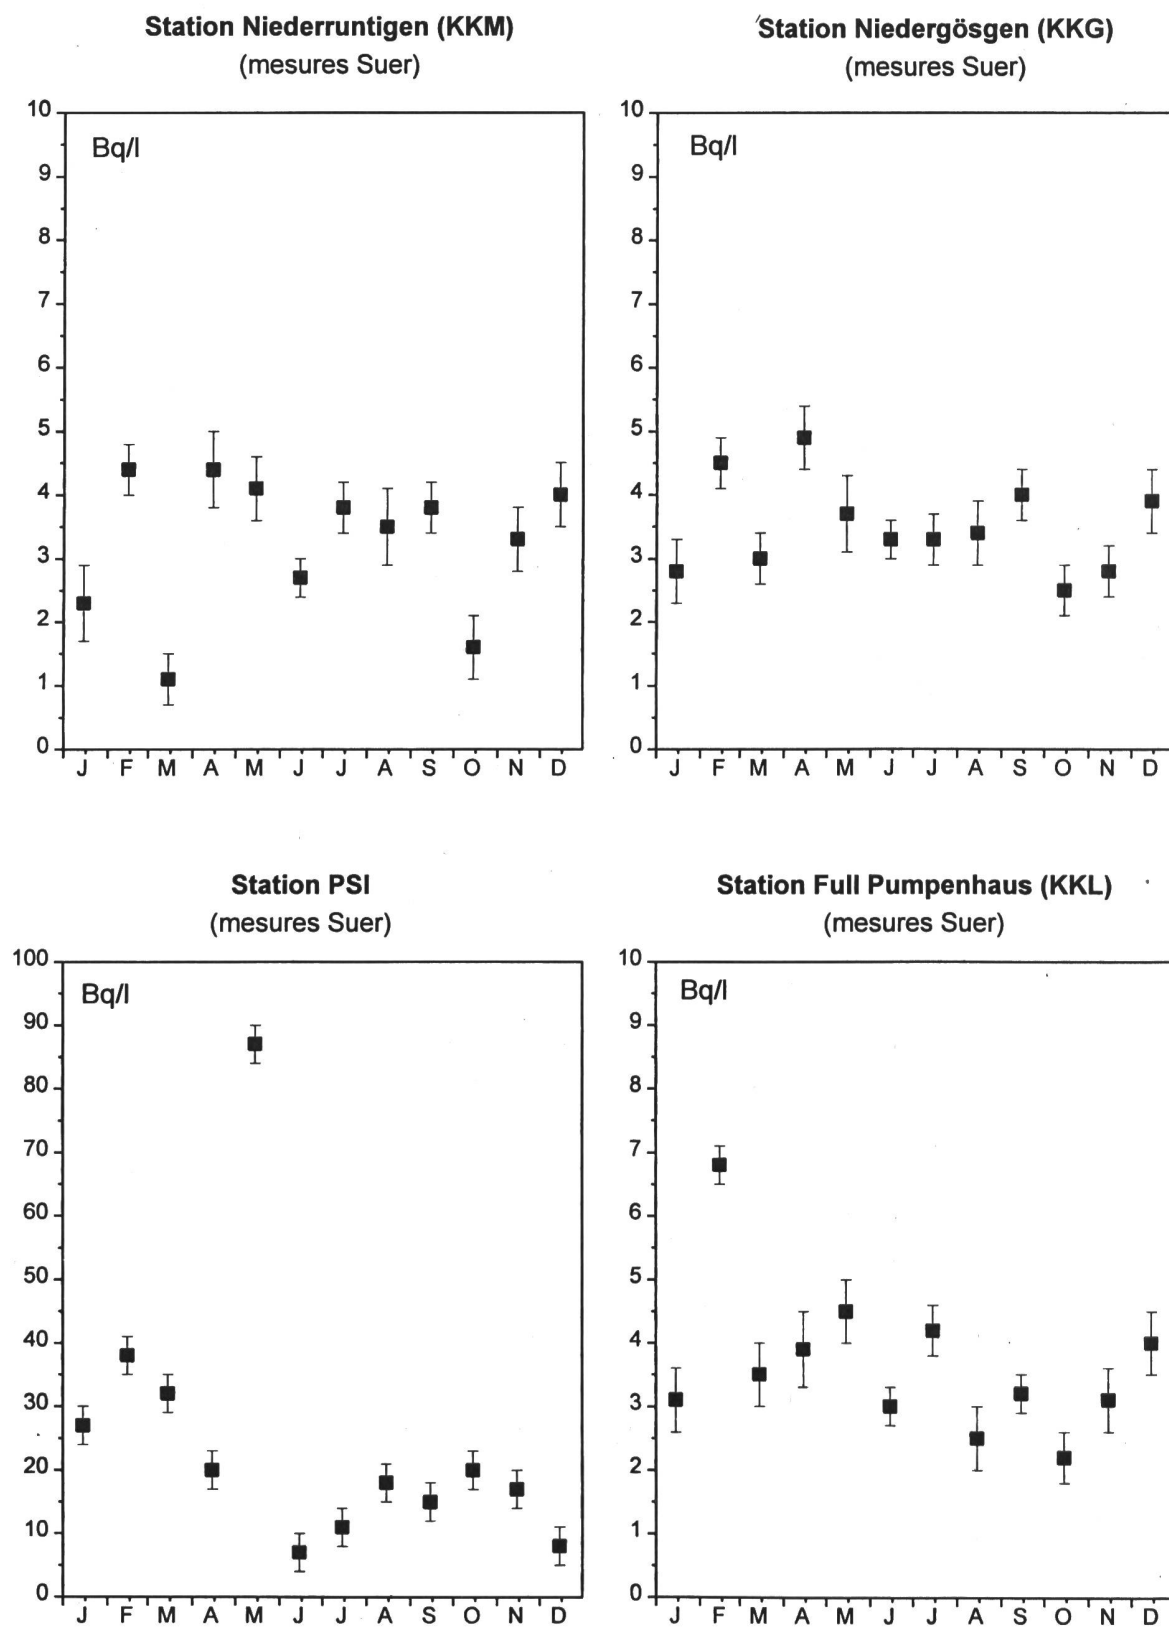 Station Niederruntigen (KKM)
(mesures Suer)
10
Bq/l
9
8
7
6
5
4
3
2
1
0
J F M A M J J A S O N D
Station Niedergösgen (KKG)
(mesures Suer)
10
Bq/l
9
8
7
6
5
4
3
2
1
0
J F M A M J J A S O N D
Station PSI
(mesures Suer)
100
Bq/l
90
80
70
60
50
40
30
20
10
0
J F M A M J J A S O N D
Station Full Pumpenhaus (KKL)
(mesures Suer)
10
Bq/l
9
8
7
6
5
4
3
2
1
0
J F M A M J J A S O N D